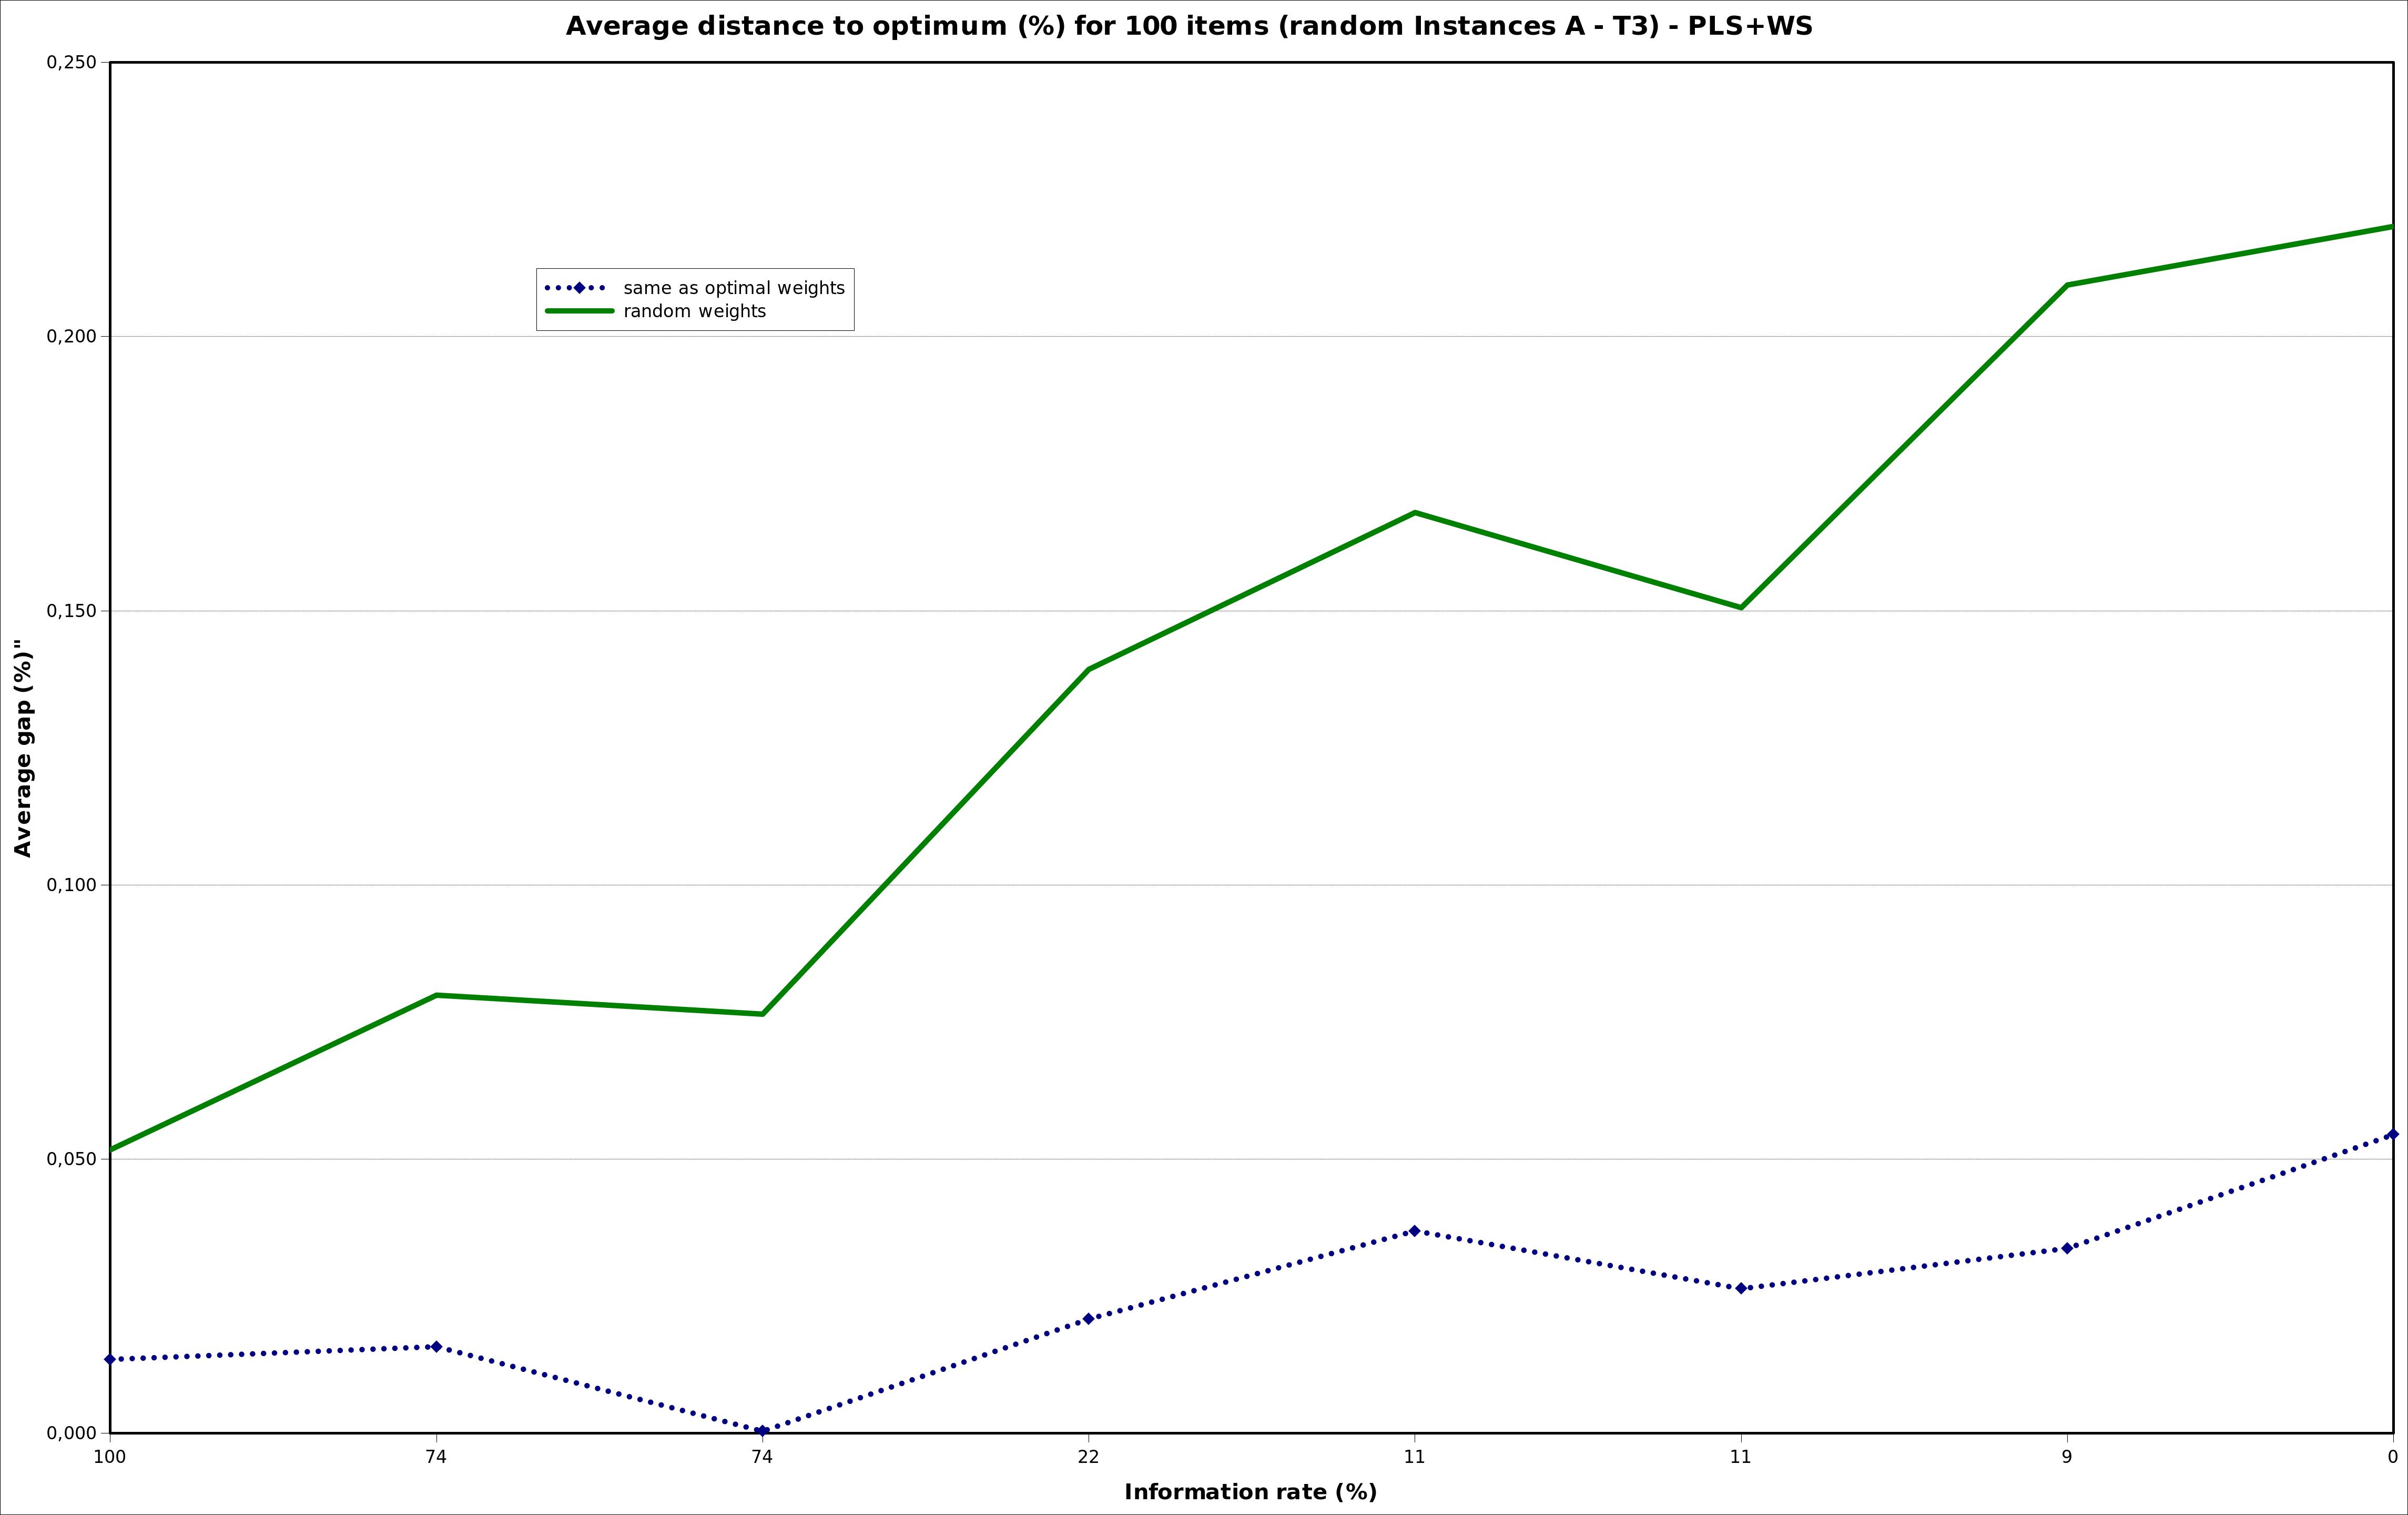 Average distance to optimum (%) for 100 items (random Instances A - T3) - PLS+WS
0,250
0,200
0,150
0,100
0,050
0,000
same as optimal weights
random weights
Average gap (%)"
100 74 74 22 11 11 9 0
Information rate (%)